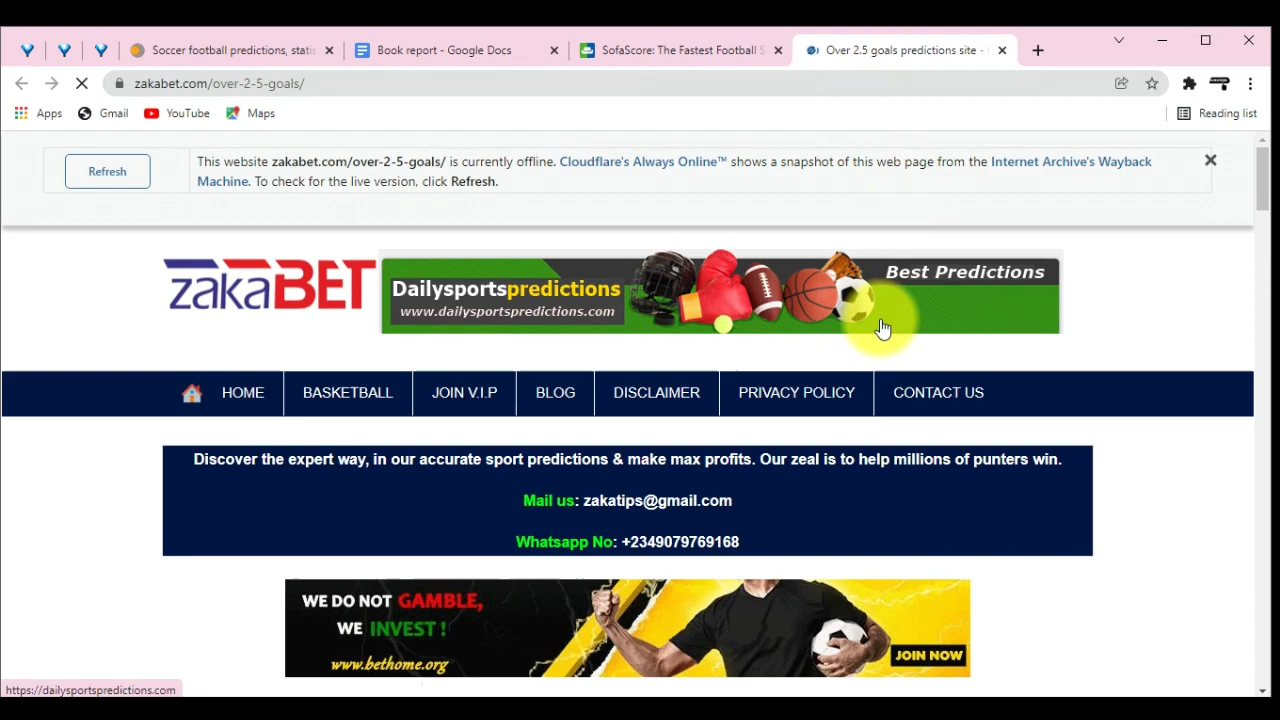 Soccer football predictions, stati
Book report - Google Docs
SofaScore: The Fastest Football S
Over 2.5 goals predictions site -
zakabet.com/over-2-5-goals/
Apps
Gmail
YouTube
Maps
Reading list
Refresh
This website zakabet.com/over-2-5-goals/ is currently offline. Cloudflare's Always Online™ shows a snapshot of this web page from the Internet Archive's Wayback
Machine. To check for the live version, click Refresh.
zakaBET
Dailysportspredictions
www.dailysportspredictions.com
Best Predictions
HOME
BASKETBALL
JOIN V.I.P
BLOG
DISCLAIMER
PRIVACY POLICY
CONTACT US
Discover the expert way, in our accurate sport predictions & make max profits. Our zeal is to help millions of punters win.
Mail us: zakatips@gmail.com
Whatsapp No: +2349079769168
WE DO NOT GAMBLE,
WE INVEST !
www.bethome.org
JOIN NOW
https://dailysportspredictions.com